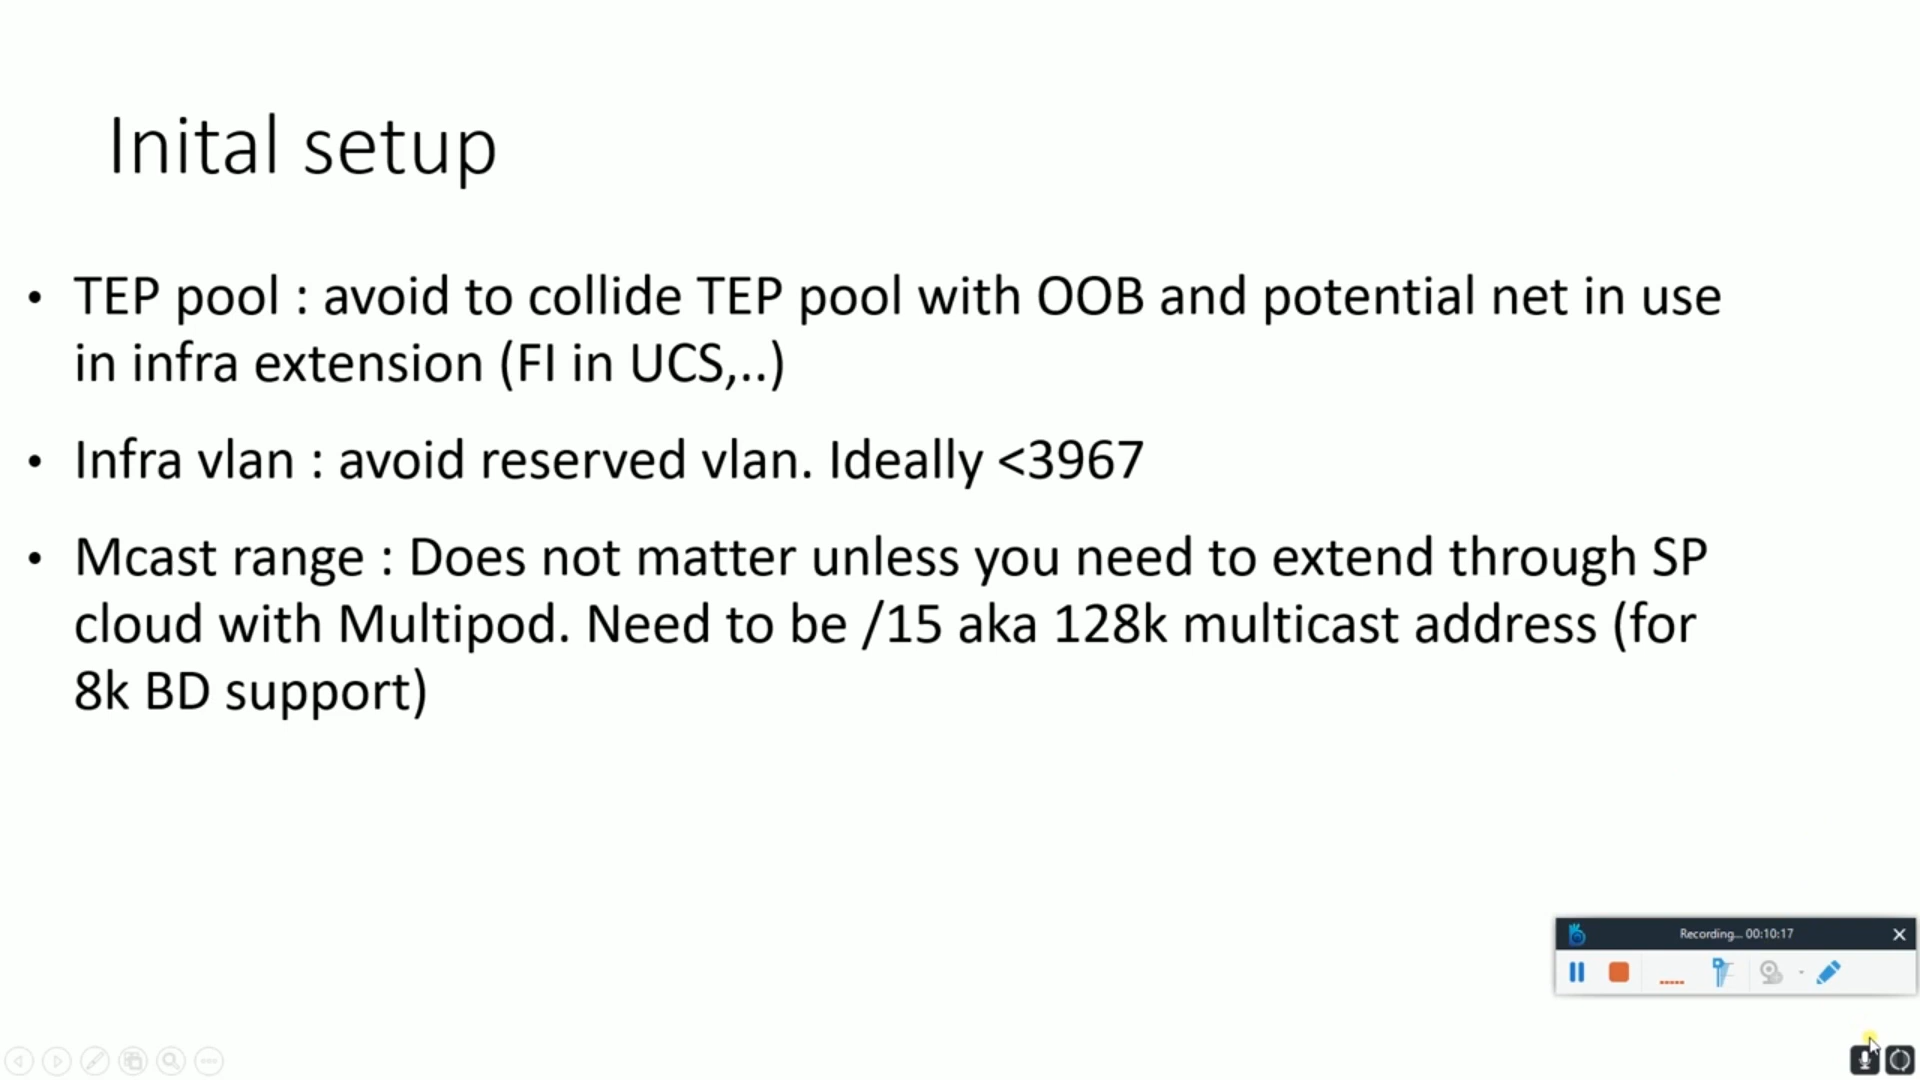 Inital setup
• TEP pool : avoid to collide TEP pool with OOB and potential net in use
in infra extension (FI in UCS,..)
• Infra vlan : avoid reserved vlan. Ideally <3967
• Mcast range : Does not matter unless you need to extend through SP
cloud with Multipod. Need to be /15 aka 128k multicast address (for
8k BD support)
Recording... 00:10:17